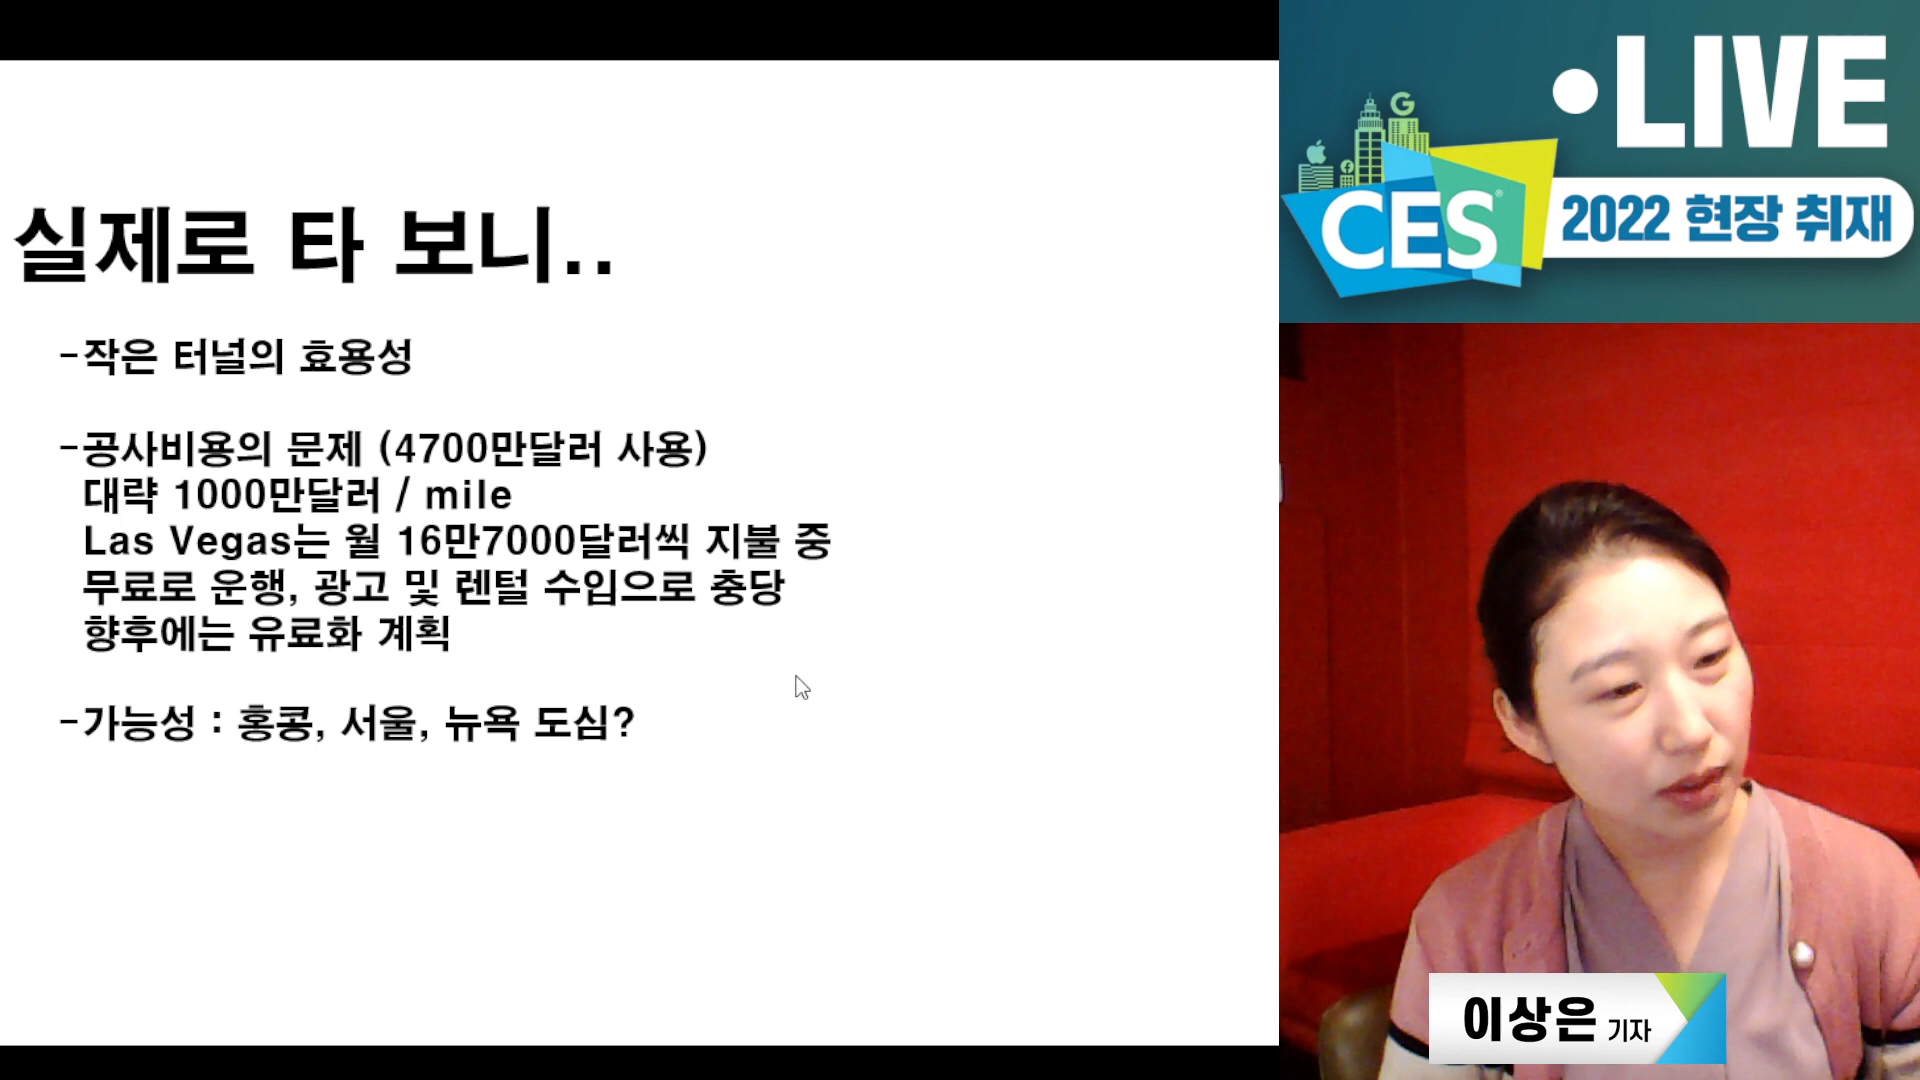 실제로 타 보니..
-작은 터널의 효용성
-공사비용의 문제 (4700만달러 사용)
대략 1000만달러 / mile
Las Vegas는 월 16만7000달러씩 지불 중
무료로 운행, 광고 및 렌털 수입으로 충당
향후에는 유료화 계획
-가능성 : 홍콩, 서울, 뉴욕 도심?
•LIVE
G
CES®
2022 현장 취재
이상은 기자